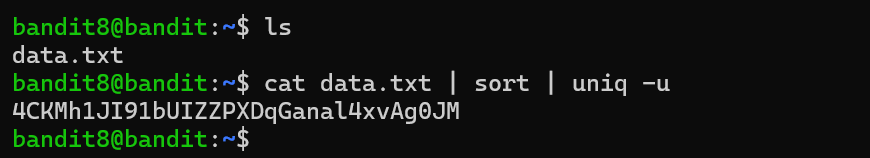 bandit8@bandit:~$ ls
data.txt
bandit8@bandit:~$ cat data.txt | sort | uniq -u
4CKMh1JI91bUIZZPXDqGanal4xvAg0JM
bandit8@bandit:~$